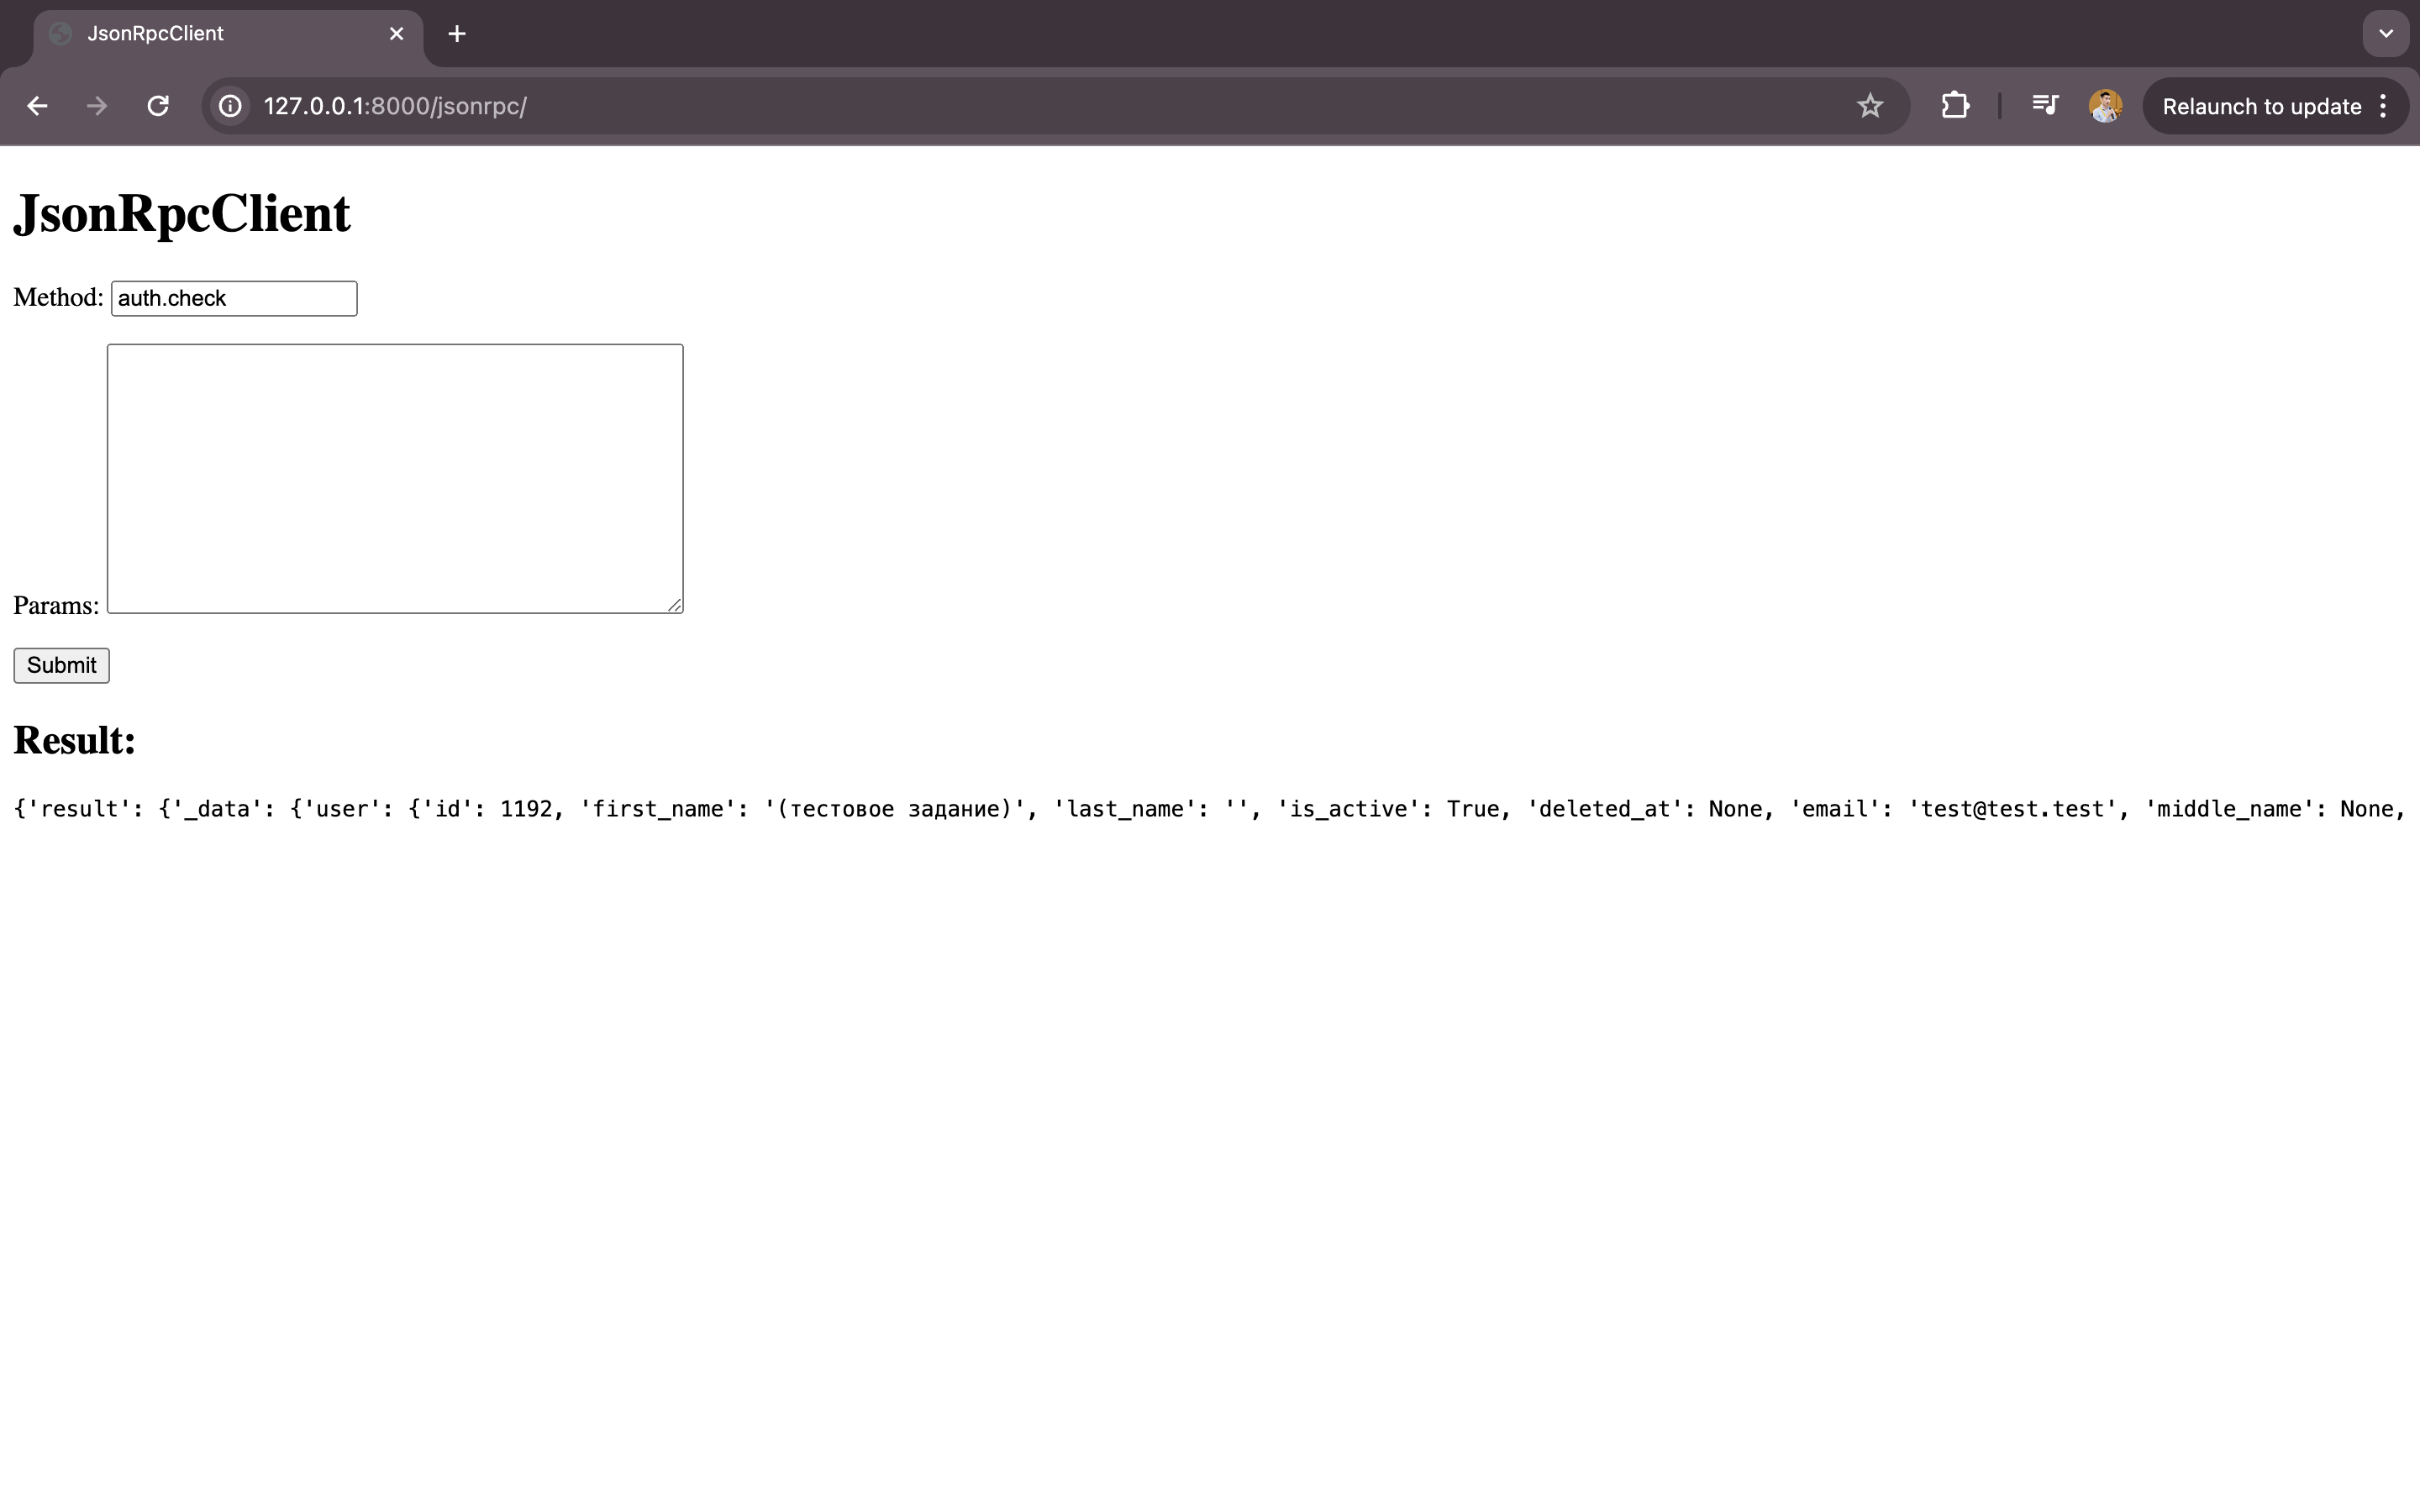 JsonRpcClient
127.0.0.1:8000/jsonrpc/
Relaunch to update
JsonRpcClient
Method: auth.check
Params:
Submit
Result:
{'result': {'_data': {'user': {'id': 1192, 'first_name': '(тестовое задание)', 'last_name': '', 'is_active': True, 'deleted_at': None, 'email': 'test@test.test', 'middle_name': None,